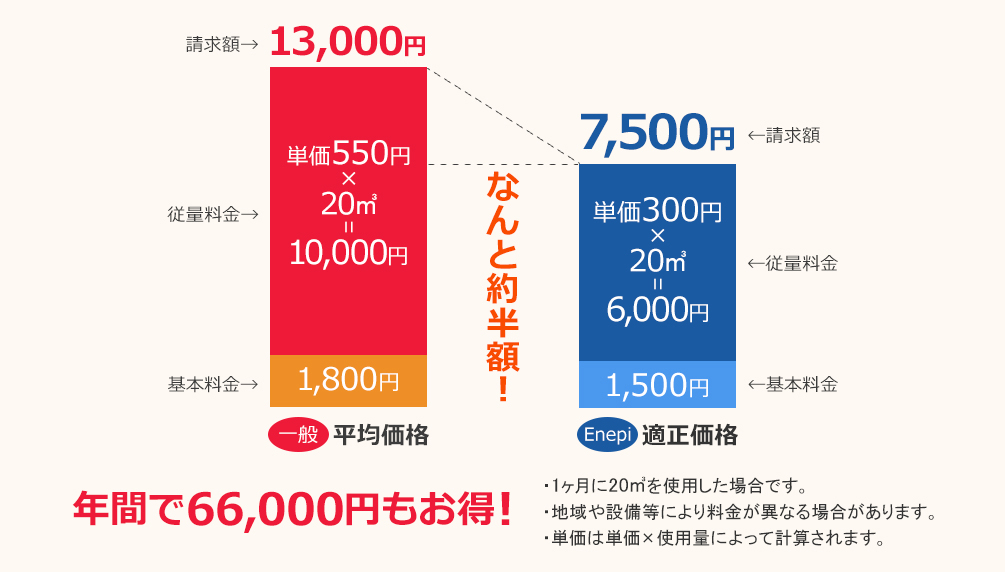 請求額→ 13,000円
単価550円
×
20㎥
=
10,000円
従量料金→
1,800円
基本料金→
一般 平均価格
7,500円 ←請求額
単価300円
×
20㎥
=
6,000円
←従量料金
1,500円
←基本料金
Enepi 適正価格
なんと約半額!
年間で66,000円もお得!
・1ヶ月に20㎥を使用した場合です。
・地域や設備等により料金が異なる場合があります。
・単価は単価×使用量によって計算されます。